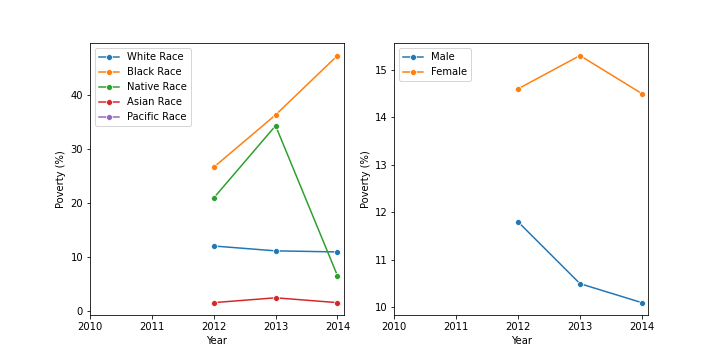 White Race
Black Race
Native Race
Asian Race
Pacific Race
Poverty (%)
40
30
20
10
0
2010 2011 2012 2013 2014
Year
Male
Female
Poverty (%)
15
14
13
12
11
10
2010 2011 2012 2013 2014
Year